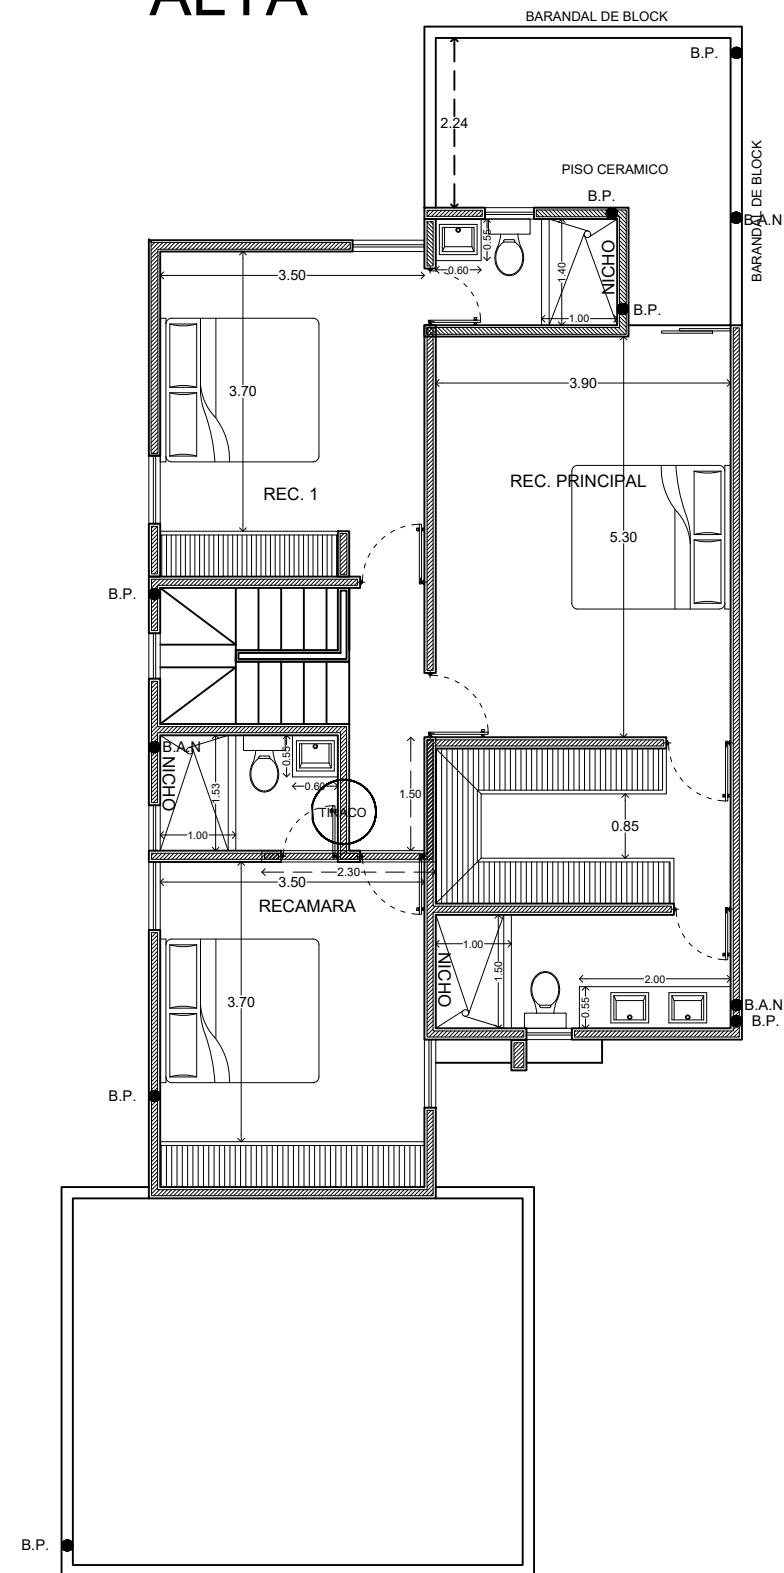 ALTA
BARANDAL DE BLOCK
B.P.
2.24
BARANDAL DE BLOCK
PISO CERAMICO
B.P.
B.A.N
0.55
NICHO
3.50
0.60
1.40
B.P.
1.00
3.70
3.90
REC. PRINCIPAL
REC. 1
5.30
B.P.
B.A.N
NICHO
0.55
1.53
0.60
1.50
TINACO
0.85
1.00
2.30
3.50
RECAMARA
1.00
NICHO
1.50
2.00
3.70
0.55
B.A.N
B.P.
B.P.
B.P.